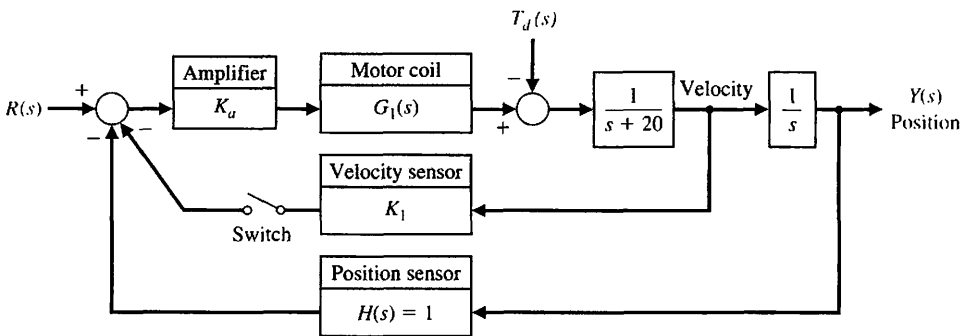 T_d(s)
Amplifier
K_a
Motor coil
G_1(s)
R(s)
+
−
−
−
+
1
s + 20
Velocity
1
s
Y(s)
Position
Velocity sensor
K_1
Switch
Position sensor
H(s) = 1